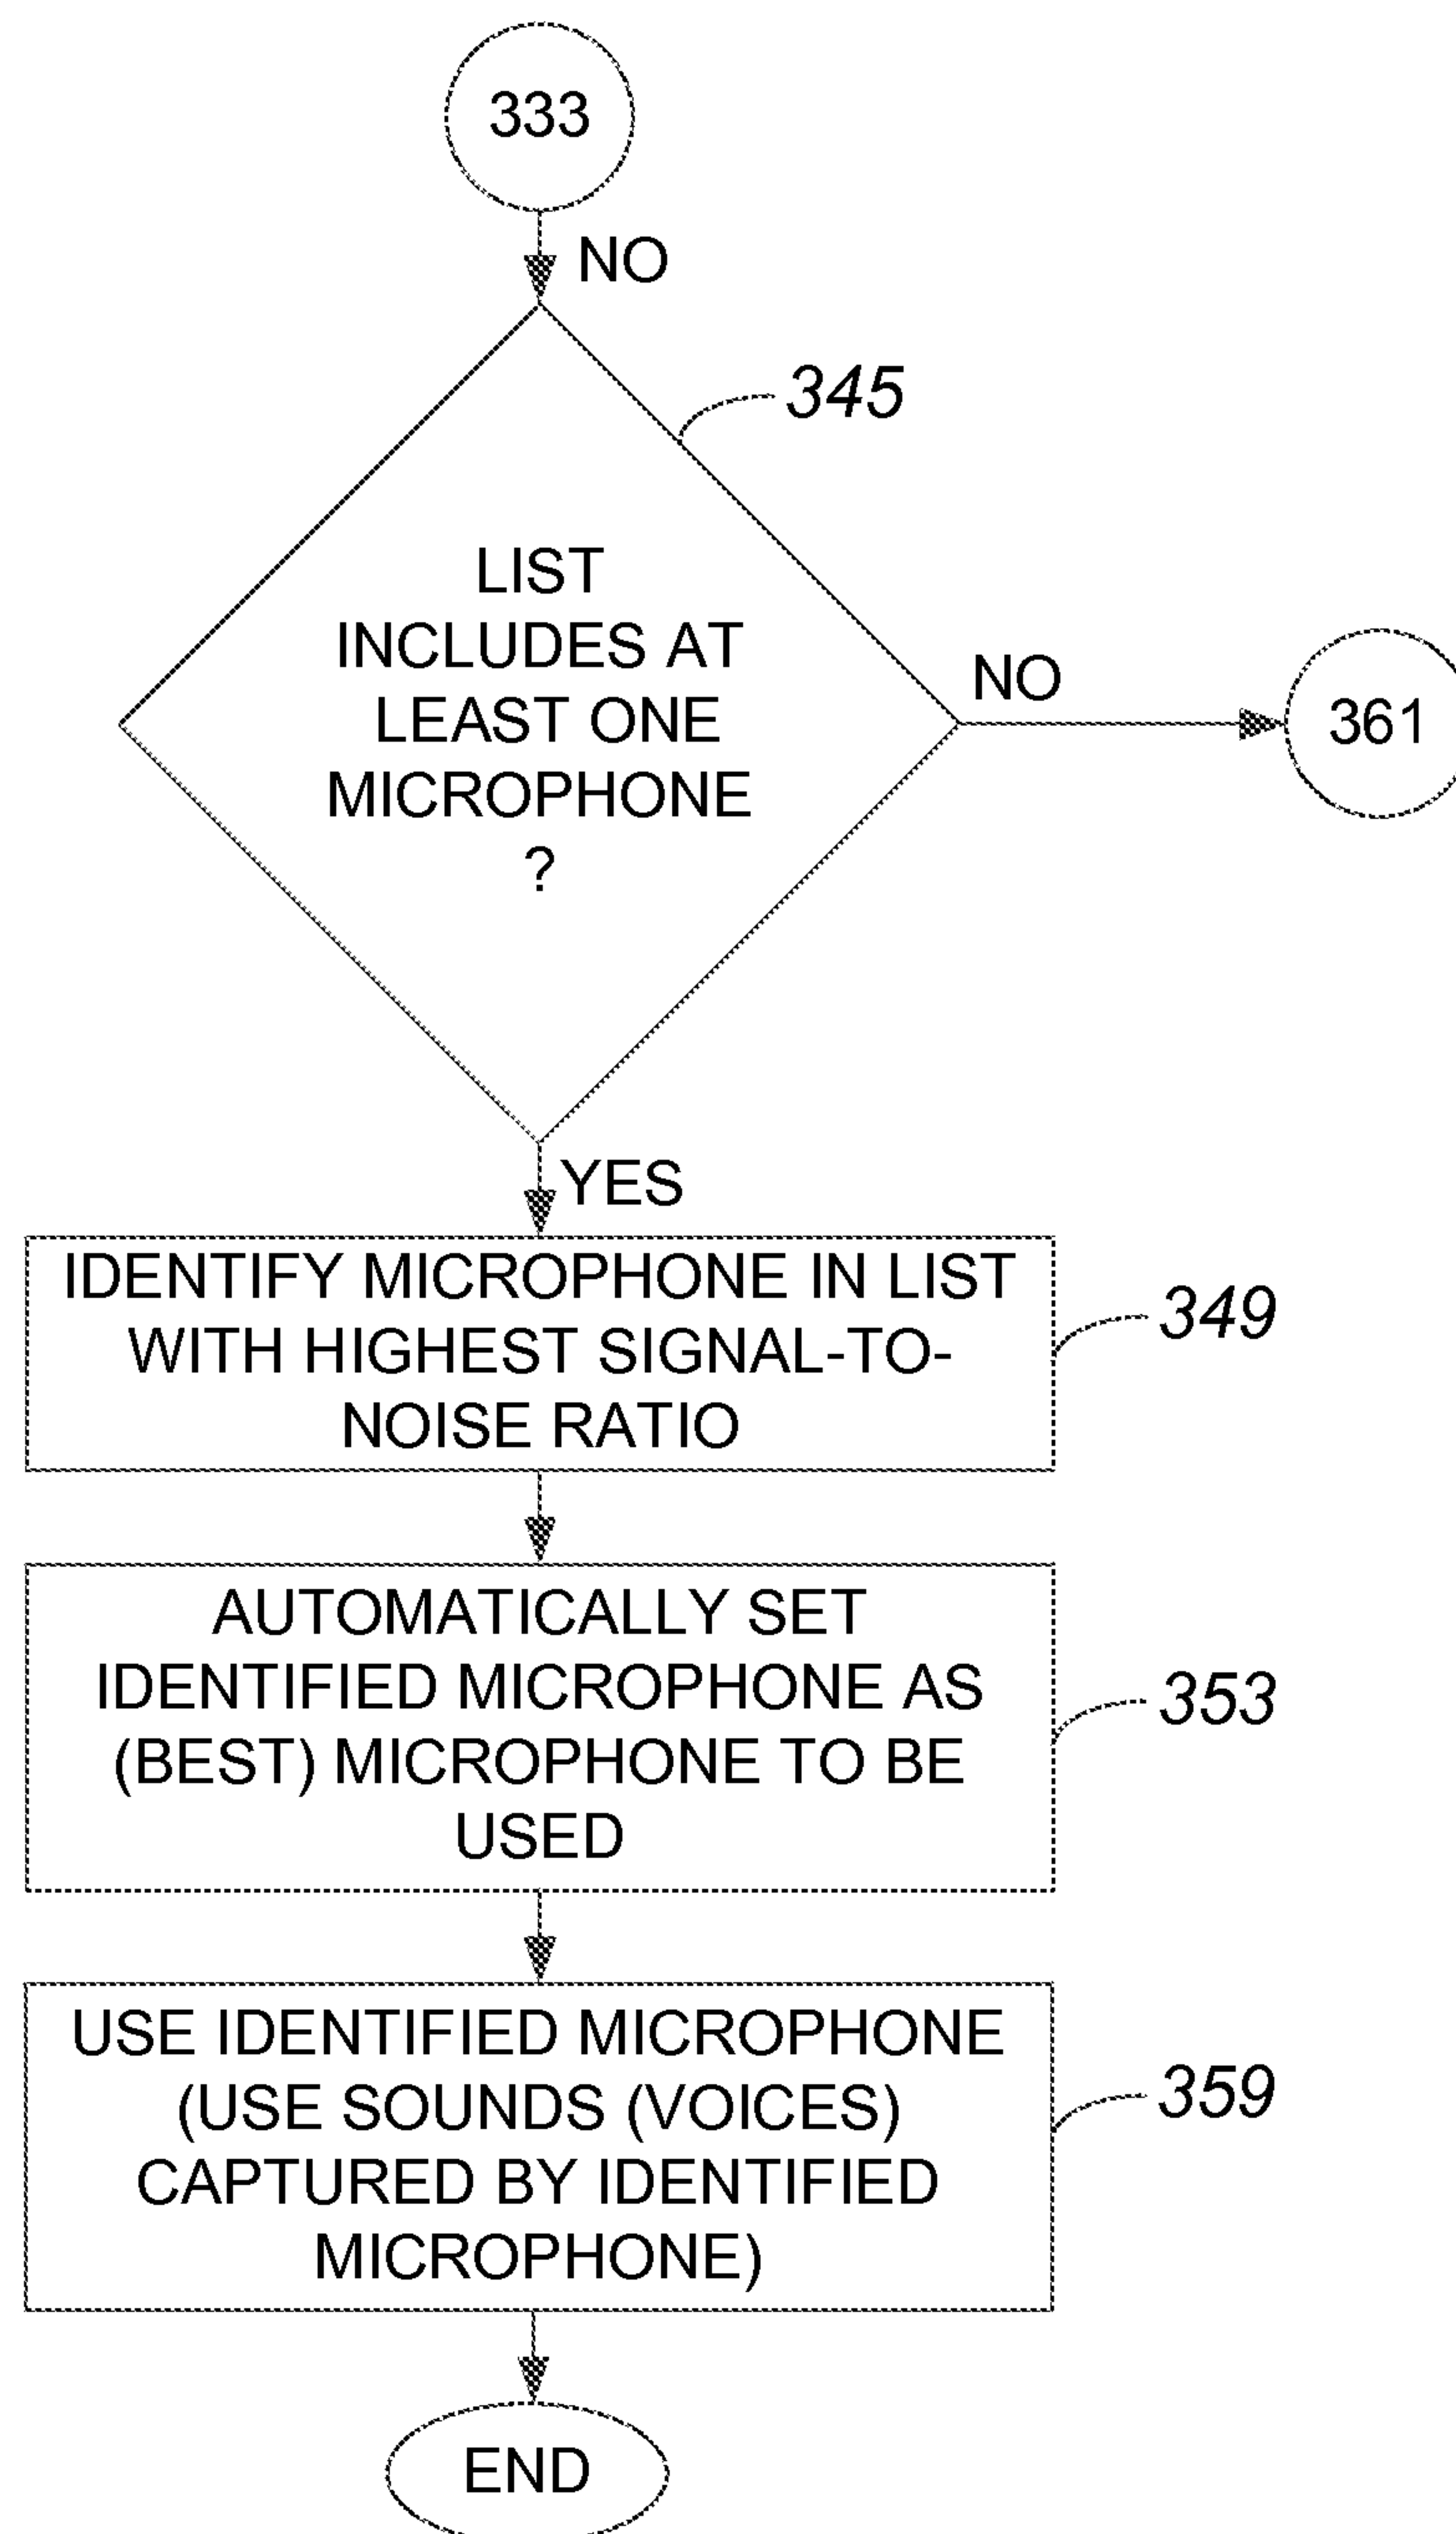 333
NO
345
LIST
INCLUDES AT
LEAST ONE
MICROPHONE
?
NO
361
YES
IDENTIFY MICROPHONE IN LIST
WITH HIGHEST SIGNAL-TO-
NOISE RATIO
349
AUTOMATICALLY SET
IDENTIFIED MICROPHONE AS
(BEST) MICROPHONE TO BE
USED
353
USE IDENTIFIED MICROPHONE
(USE SOUNDS (VOICES)
CAPTURED BY IDENTIFIED
MICROPHONE)
359
END